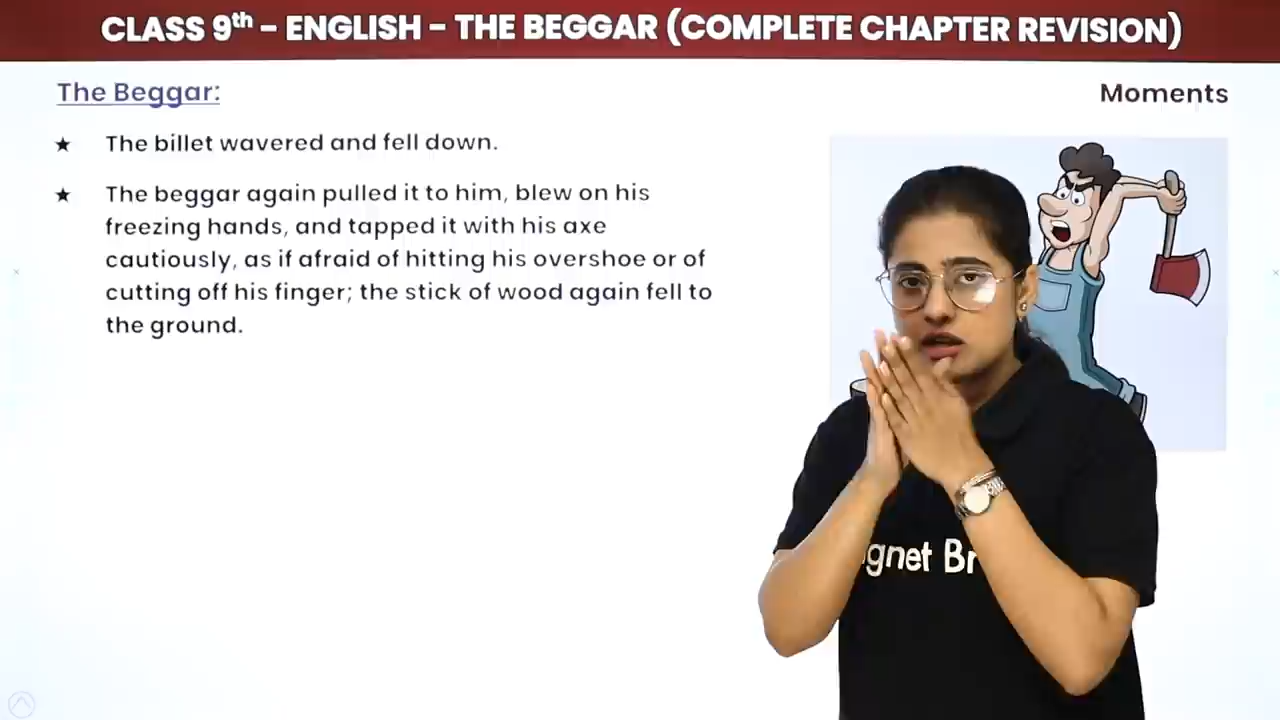 CLASS 9th – ENGLISH – THE BEGGAR (COMPLETE CHAPTER REVISION)
The Beggar:
Moments
★ The billet wavered and fell down.
★ The beggar again pulled it to him, blew on his
freezing hands, and tapped it with his axe
cautiously, as if afraid of hitting his overshoe or of
cutting off his finger; the stick of wood again fell to
the ground.
gnet Br